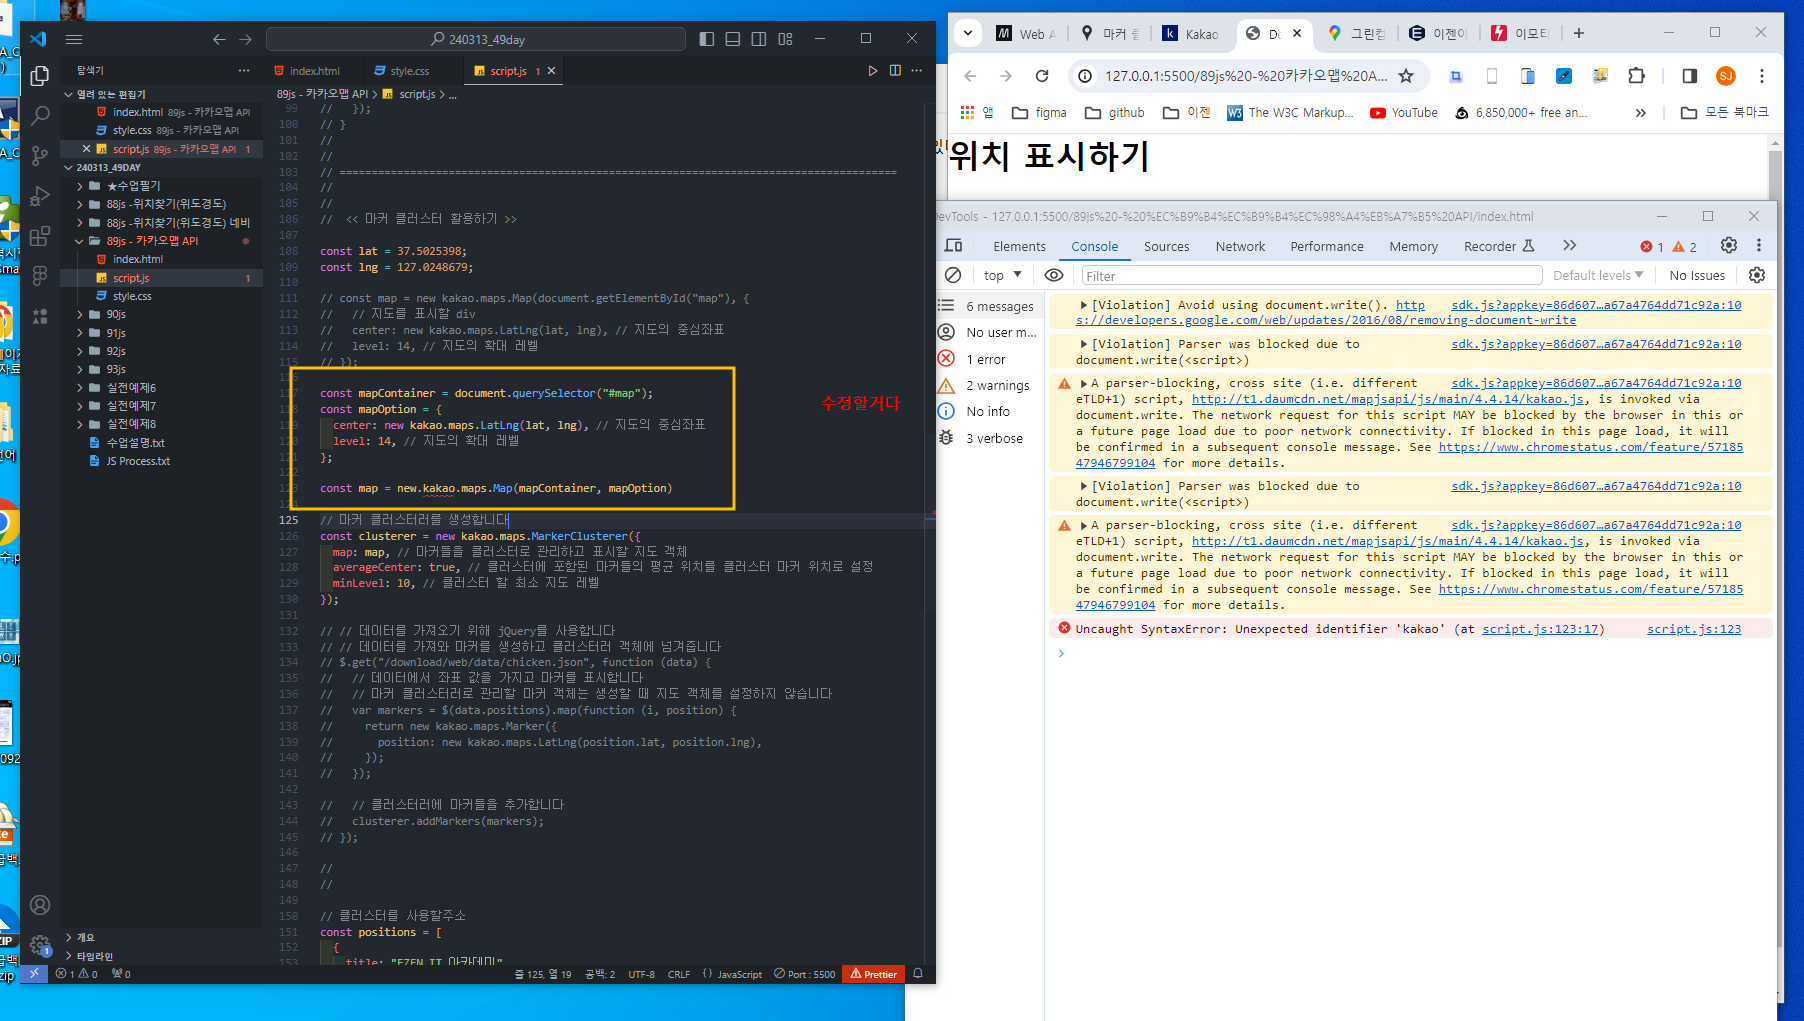 240313_49day
탐색기
index.html
style.css
script.js 1
89js - 카카오맵 API > script.js > ...
열려 있는 편집기
index.html 89js - 카카오맵 API
style.css 89js - 카카오맵 API
script.js 89js - 카카오맵 API 1
240313_49DAY
★수업필기
88js -위치찾기(위도경도)
88js -위치찾기(위도경도) 네비
89js - 카카오맵 API
index.html
script.js 1
style.css
90js
91js
92js
93js
실전예제6
실전예제7
실전예제8
수업설명.txt
JS Process.txt
개요
타임라인
99 //   });
100 // }
101 //
102 //
103 // =======================================================================================
104 //
105 //
106 //  << 마커 클러스터 활용하기 >>
107
108 const lat = 37.5025398;
109 const lng = 127.0248679;
110
111 // const map = new kakao.maps.Map(document.getElementById("map"), {
112 //   // 지도를 표시할 div
113 //   center: new kakao.maps.LatLng(lat, lng), // 지도의 중심좌표
114 //   level: 14, // 지도의 확대 레벨
115 // });
116
117 const mapContainer = document.querySelector("#map");
118 const mapOption = {
119   center: new kakao.maps.LatLng(lat, lng), // 지도의 중심좌표
120   level: 14, // 지도의 확대 레벨
121 };
122
123 const map = new.kakao.maps.Map(mapContainer, mapOption)
수정할거다
125 // 마커 클러스터러를 생성합니다
126 const clusterer = new kakao.maps.MarkerClusterer({
127   map: map, // 마커들을 클러스터로 관리하고 표시할 지도 객체
128   averageCenter: true, // 클러스터에 포함된 마커들의 평균 위치를 클러스터 마커 위치로 설정
129   minLevel: 10, // 클러스터 할 최소 지도 레벨
130 });
131
132 // // 데이터를 가져오기 위해 jQuery를 사용합니다
133 // // 데이터를 가져와 마커를 생성하고 클러스터러 객체에 넘겨줍니다
134 // $.get("/download/web/data/chicken.json", function (data) {
135 //   // 데이터에서 좌표 값을 가지고 마커를 표시합니다
136 //   // 마커 클러스터러로 관리할 마커 객체는 생성할 때 지도 객체를 설정하지 않습니다
137 //   var markers = $(data.positions).map(function (i, position) {
138 //     return new kakao.maps.Marker({
139 //       position: new kakao.maps.LatLng(position.lat, position.lng),
140 //     });
141 //   });
142
143 //   // 클러스터러에 마커들을 추가합니다
144 //   clusterer.addMarkers(markers);
145 // });
146
147 //
148 //
149
150 // 클러스터를 사용할주소
151 const positions = [
152   {
153     title: "EZEN IT 아카데미"
1 0 0 줄 125, 열 19 공백: 2 UTF-8 CRLF {} JavaScript Port : 5500 Prettier
Web
마커
Kakao
그린컴
이젠아
이모티
127.0.0.1:5500/89js%20-%20카카오맵%20A...
앱 figma github 이젠 The W3C Markup... YouTube 6,850,000+ free an... » 모든 북마크
위치 표시하기
DevTools - 127.0.0.1:5500/89js%20-%20%EC%B9%B4%EC%B9%B4%EC%98%A4%EB%A7%B5%20API/index.html
Elements Console Sources Network Performance Memory Recorder » 1 2
top Filter Default levels No Issues
6 messages
No user m...
1 error
2 warnings
No info
3 verbose
[Violation] Avoid using document.write(). http sdk.js?appkey=86d607…a67a4764dd71c92a:10
s://developers.google.com/web/updates/2016/08/removing-document-write
[Violation] Parser was blocked due to sdk.js?appkey=86d607…a67a4764dd71c92a:10
document.write(<script>)
A parser-blocking, cross site (i.e. different sdk.js?appkey=86d607…a67a4764dd71c92a:10
eTLD+1) script, http://t1.daumcdn.net/mapjsapi/js/main/4.4.14/kakao.js, is invoked via
document.write. The network request for this script MAY be blocked by the browser in this or
a future page load due to poor network connectivity. If blocked in this page load, it will
be confirmed in a subsequent console message. See https://www.chromestatus.com/feature/57185
47946799104 for more details.
[Violation] Parser was blocked due to sdk.js?appkey=86d607…a67a4764dd71c92a:10
document.write(<script>)
A parser-blocking, cross site (i.e. different sdk.js?appkey=86d607…a67a4764dd71c92a:10
eTLD+1) script, http://t1.daumcdn.net/mapjsapi/js/main/4.4.14/kakao.js, is invoked via
document.write. The network request for this script MAY be blocked by the browser in this or
a future page load due to poor network connectivity. If blocked in this page load, it will
be confirmed in a subsequent console message. See https://www.chromestatus.com/feature/57185
47946799104 for more details.
Uncaught SyntaxError: Unexpected identifier 'kakao' (at script.js:123:17) script.js:123